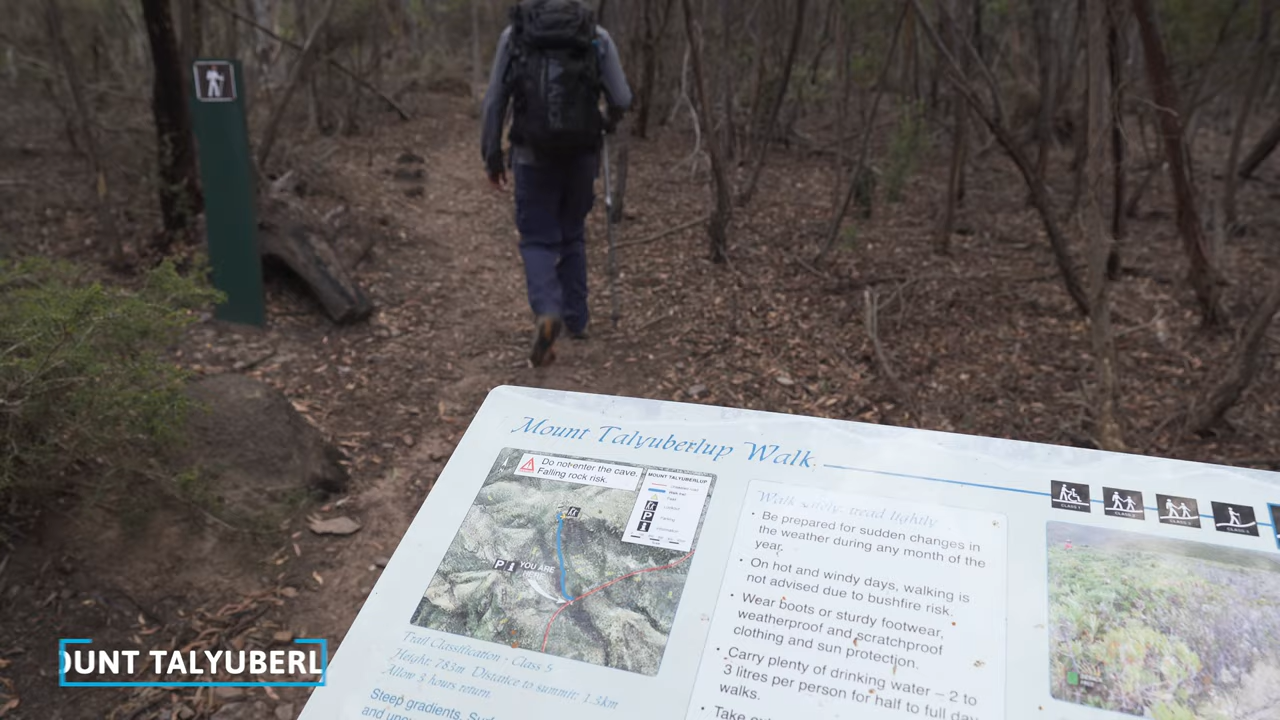 Mount Talyuberlup Walk
Do not enter the cave.
Falling rock risk.
MOUNT TALYUBERLUP
P
YOU ARE
Trail Classification - Class 5
Height: 783m Distance to summit: 1.3km
Allow 3 hours return.
Steep gradients.
Walk safely, tread lightly
• Be prepared for sudden changes in
the weather during any month of the
year.
• On hot and windy days, walking is
not advised due to bushfire risk.
• Wear boots or sturdy footwear,
weatherproof and scratchproof
clothing and sun protection.
• Carry plenty of drinking water – 2 to
3 litres per person for half to full day
walks.
• Take
CLASS 1
OUNT TALYUBERL